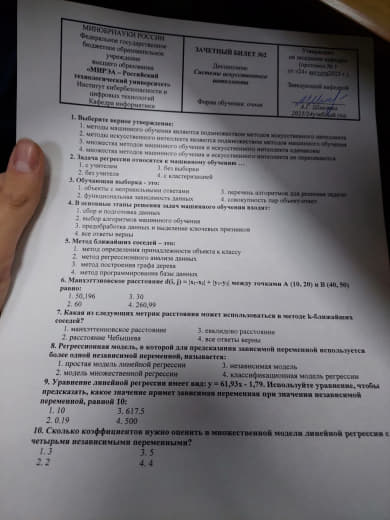 МИНОБРНАУКИ РОССИИ
Федеральное государственное
бюджетное образовательное
учреждение
высшего образования
«МИРЭА – Российский
технологический университет»
Институт кибербезопасности и
цифровых технологий
Кафедра информатики
ЗАЧЕТНЫЙ БИЛЕТ №2
Дисциплина
Системы искусственного
интеллекта
Форма обучения: очная
Утверждено
на заседании кафедры
(протокол №
от «24» августа 2023 г.)
Заведующий кафедрой
2023/24 учебный год
1. Выберите верное утверждение:
1. методы машинного обучения являются подмножеством методов искусственного интеллекта
2. методы искусственного интеллекта являются подмножеством методов машинного обучения
3. множества методов машинного обучения и искусственного интеллекта одинаковы
4. множества методов машинного обучения и искусственного интеллекта не пересекаются
2. Задача регрессии относится к машинному обучению ...
1. с учителем 3. без выборки
2. без учителя 4. с кластеризацией
3. Обучающая выборка - это:
1. объекты с неправильными ответами 3. перечень алгоритмов для решения задачи
2. функциональная зависимость данных 4. совокупность пар объект-ответ
4. В основные этапы решения задач машинного обучения входят:
1. сбор и подготовка данных
2. выбор алгоритмов машинного обучения
3. предобработка данных и выделение ключевых признаков
4. все ответы верны
5. Метод ближайших соседей – это:
1. метод определения принадлежности объекта к классу
2. метод регрессионного анализа данных
3. метод построения графа дерева
4. метод программирования базы данных
6. Манхэттэновское расстояние d(i, j) = |x₁-x₂| + |y₁-y₂| между точками A (10, 20) и B (40, 50)
равно:
1. 50,196 3. 30
2. 60 4. 260,99
7. Какая из следующих метрик расстояния может использоваться в методе k-ближайших
соседей?
1. манхэттеновское расстояние 3. евклидово расстояние
2. расстояние Чебышева 4. все ответы верны
8. Регрессионная модель, в которой для предсказания зависимой переменной используется
более одной независимой переменной, называется:
1. простая модель линейной регрессии 3. независимая модель
2. модель множественной регрессии 4. классификационная модель регрессии
9. Уравнение линейной регрессии имеет вид: y = 61,93x - 1,79. Используйте уравнение, чтобы
предсказать, какое значение примет зависимая переменная при значении независимой
переменной, равной 10:
1. 10 3. 617.5
2. 0.19 4. 500
10. Сколько коэффициентов нужно оценить в множественной модели линейной регрессии с
четырьмя независимыми переменными?
1. 3 3. 5
2. 2 4. 4